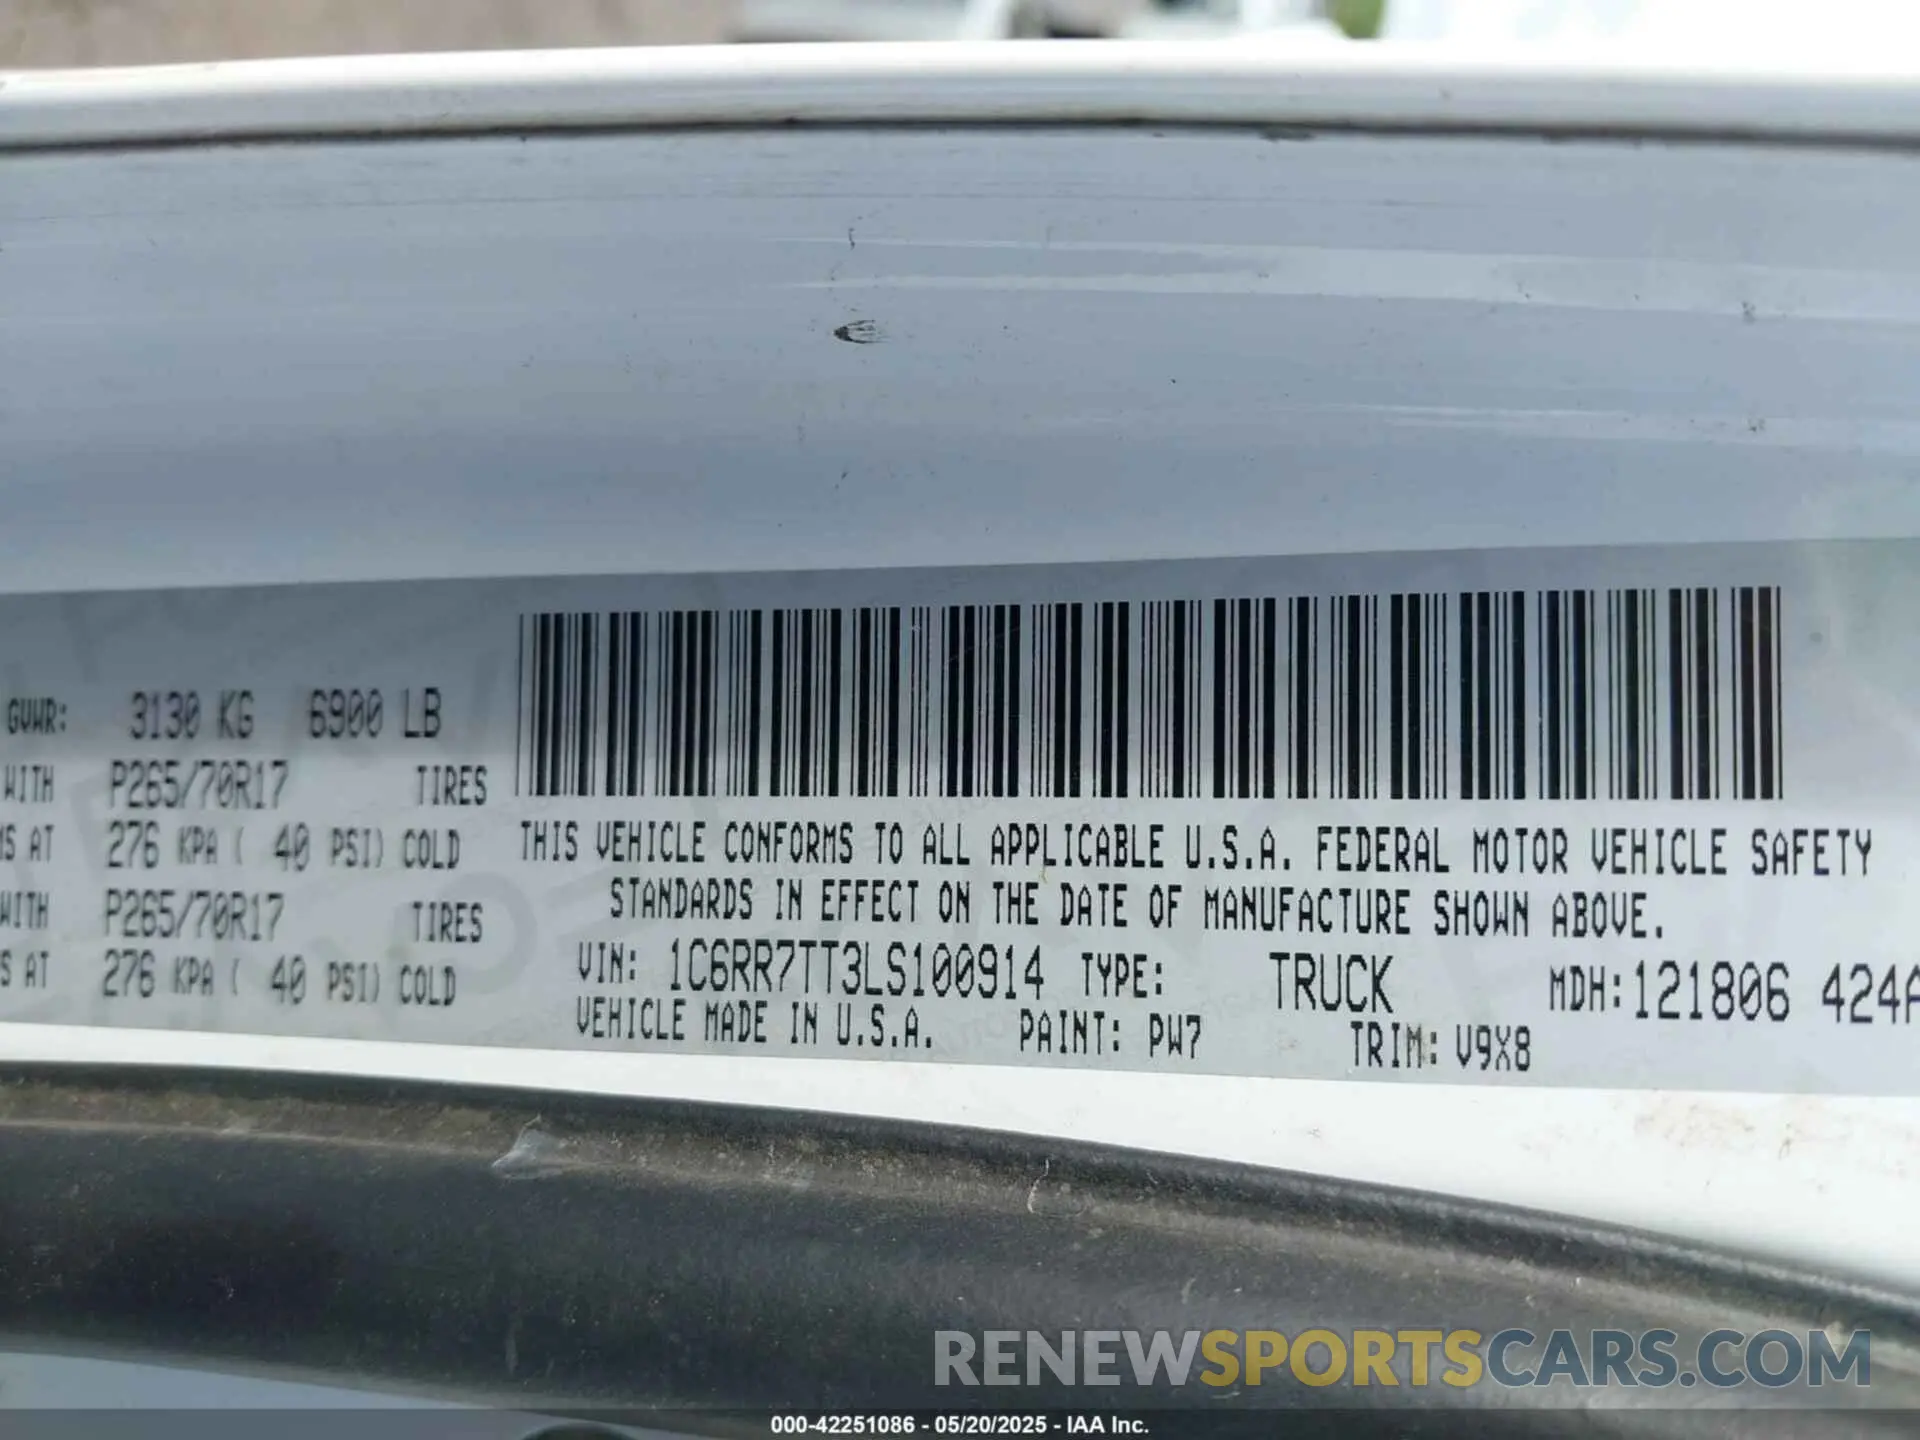 GVWR: 3130 KG 6900 LB
WITH P265/70R17 TIRES
AT 276 KPA ( 40 PSI) COLD
WITH P265/70R17 TIRES
AT 276 KPA ( 40 PSI) COLD
THIS VEHICLE CONFORMS TO ALL APPLICABLE U.S.A. FEDERAL MOTOR VEHICLE SAFETY
STANDARDS IN EFFECT ON THE DATE OF MANUFACTURE SHOWN ABOVE.
VIN: 1C6RR7TT3LS100914 TYPE: TRUCK MDH:121806 424A
VEHICLE MADE IN U.S.A. PAINT: PW7 TRIM: V9X8
RENEWSPORTSCARS.COM
000-42251086 - 05/20/2025 - IAA Inc.